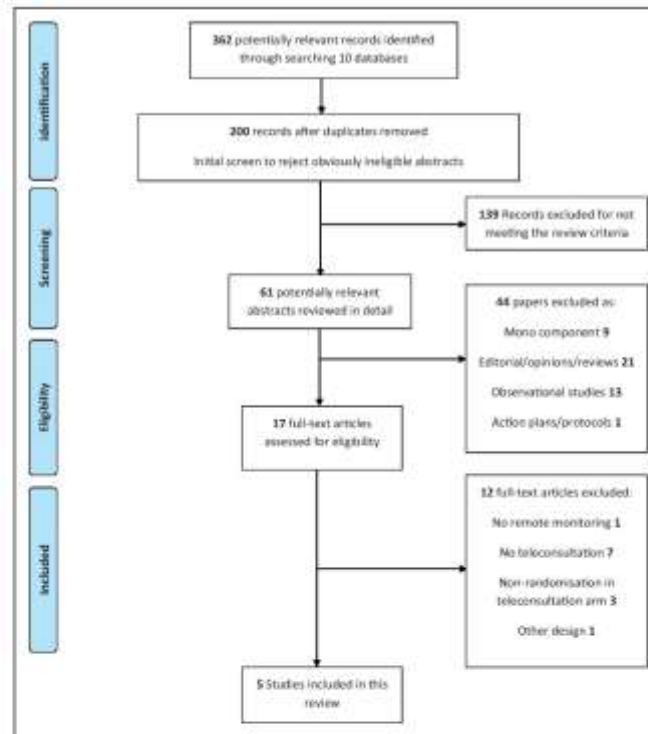 Identification
362 potentially relevant records identified
through searching 10 databases
200 records after duplicates removed
Initial screen to reject obviously ineligible abstracts
Screening
139 Records excluded for not
meeting the review criteria
61 potentially relevant
abstracts reviewed in detail
44 papers excluded as:
Mono component 9
Editorial/opinions/reviews 21
Observational studies 13
Action plans/protocols 1
Eligibility
17 full-text articles
assessed for eligibility
Included
12 full-text articles excluded:
No remote monitoring 1
No teleconsultation 7
Non-randomisation in
teleconsultation arm 3
Other design 1
5 Studies included in this
review